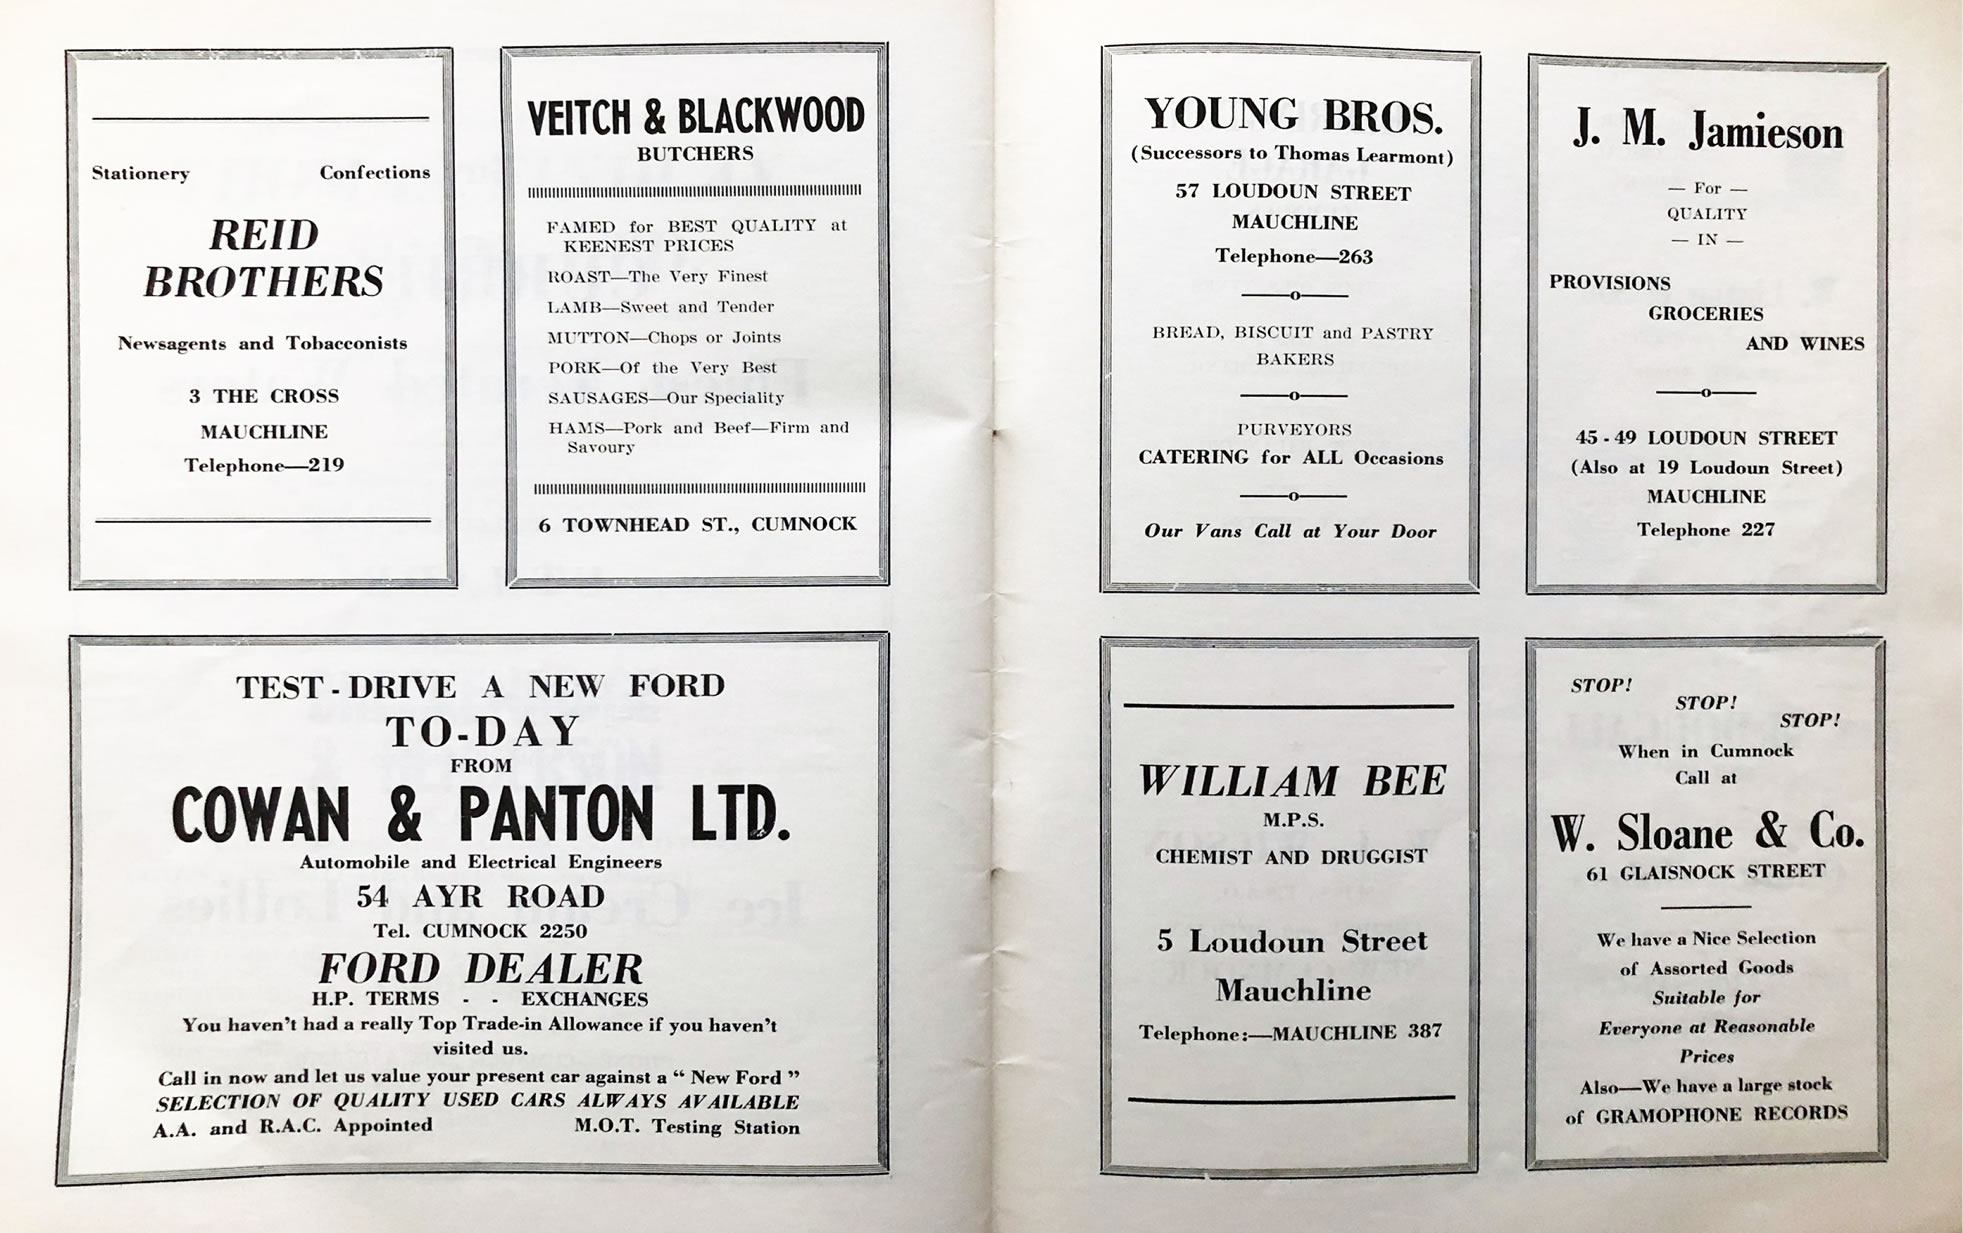 Stationery Confections
REID
BROTHERS
Newsagents and Tobacconists
3 THE CROSS
MAUCHLINE
Telephone—219
VEITCH & BLACKWOOD
BUTCHERS
FAMED for BEST QUALITY at
KEENEST PRICES
ROAST—The Very Finest
LAMB—Sweet and Tender
MUTTON—Chops or Joints
PORK—Of the Very Best
SAUSAGES—Our Speciality
HAMS—Pork and Beef—Firm and
Savoury
6 TOWNHEAD ST., CUMNOCK
TEST-DRIVE A NEW FORD
TO-DAY
FROM
COWAN & PANTON LTD.
Automobile and Electrical Engineers
54 AYR ROAD
Tel. CUMNOCK 2250
FORD DEALER
H.P. TERMS - - EXCHANGES
You haven't had a really Top Trade-in Allowance if you haven't
visited us.
Call in now and let us value your present car against a “ New Ford ”
SELECTION OF QUALITY USED CARS ALWAYS AVAILABLE
A.A. and R.A.C. Appointed M.O.T. Testing Station
YOUNG BROS.
(Successors to Thomas Learmont)
57 LOUDOUN STREET
MAUCHLINE
Telephone—263
——o——
BREAD, BISCUIT and PASTRY
BAKERS
——o——
PURVEYORS
CATERING for ALL Occasions
——o——
Our Vans Call at Your Door
J. M. Jamieson
— For —
QUALITY
— IN —
PROVISIONS
GROCERIES
AND WINES
——o——
45-49 LOUDOUN STREET
(Also at 19 Loudoun Street)
MAUCHLINE
Telephone 227
WILLIAM BEE
M.P.S.
CHEMIST AND DRUGGIST
5 Loudoun Street
Mauchline
Telephone:—MAUCHLINE 387
STOP!
STOP!
STOP!
When in Cumnock
Call at
W. Sloane & Co.
61 GLAISNOCK STREET
We have a Nice Selection
of Assorted Goods
Suitable for
Everyone at Reasonable
Prices
Also—We have a large stock
of GRAMOPHONE RECORDS